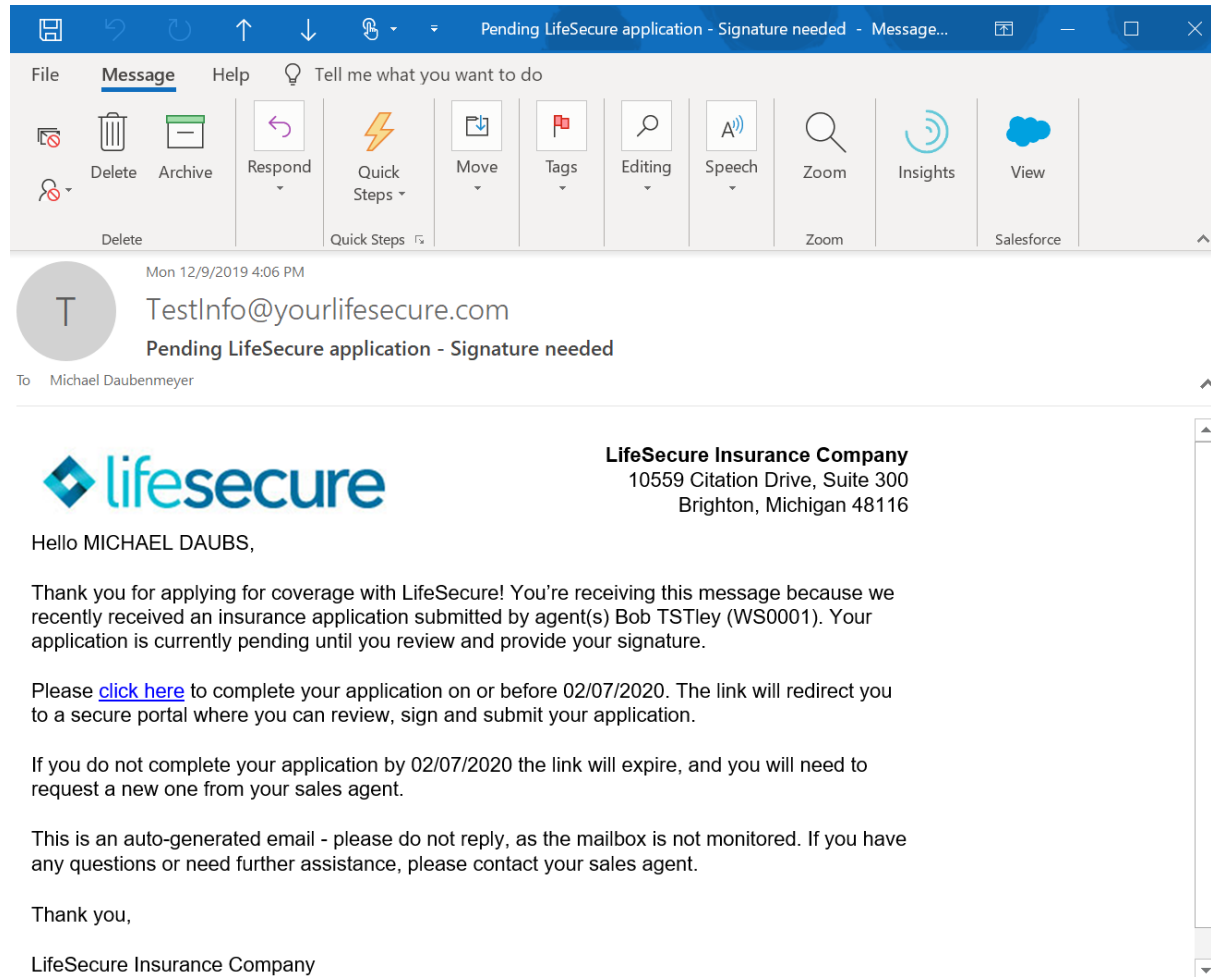 Pending LifeSecure application - Signature needed - Message...
File Message Help Tell me what you want to do
Delete
Archive
Respond
Quick
Steps
Move
Tags
Editing
Speech
Zoom
Insights
View
Delete
Quick Steps
Zoom
Salesforce
Mon 12/9/2019 4:06 PM
T
TestInfo@yourlifesecure.com
Pending LifeSecure application - Signature needed
To Michael Daubenmeyer
lifesecure
LifeSecure Insurance Company
10559 Citation Drive, Suite 300
Brighton, Michigan 48116
Hello MICHAEL DAUBS,
Thank you for applying for coverage with LifeSecure! You’re receiving this message because we
recently received an insurance application submitted by agent(s) Bob TSTley (WS0001). Your
application is currently pending until you review and provide your signature.
Please click here to complete your application on or before 02/07/2020. The link will redirect you
to a secure portal where you can review, sign and submit your application.
If you do not complete your application by 02/07/2020 the link will expire, and you will need to
request a new one from your sales agent.
This is an auto-generated email - please do not reply, as the mailbox is not monitored. If you have
any questions or need further assistance, please contact your sales agent.
Thank you,
LifeSecure Insurance Company